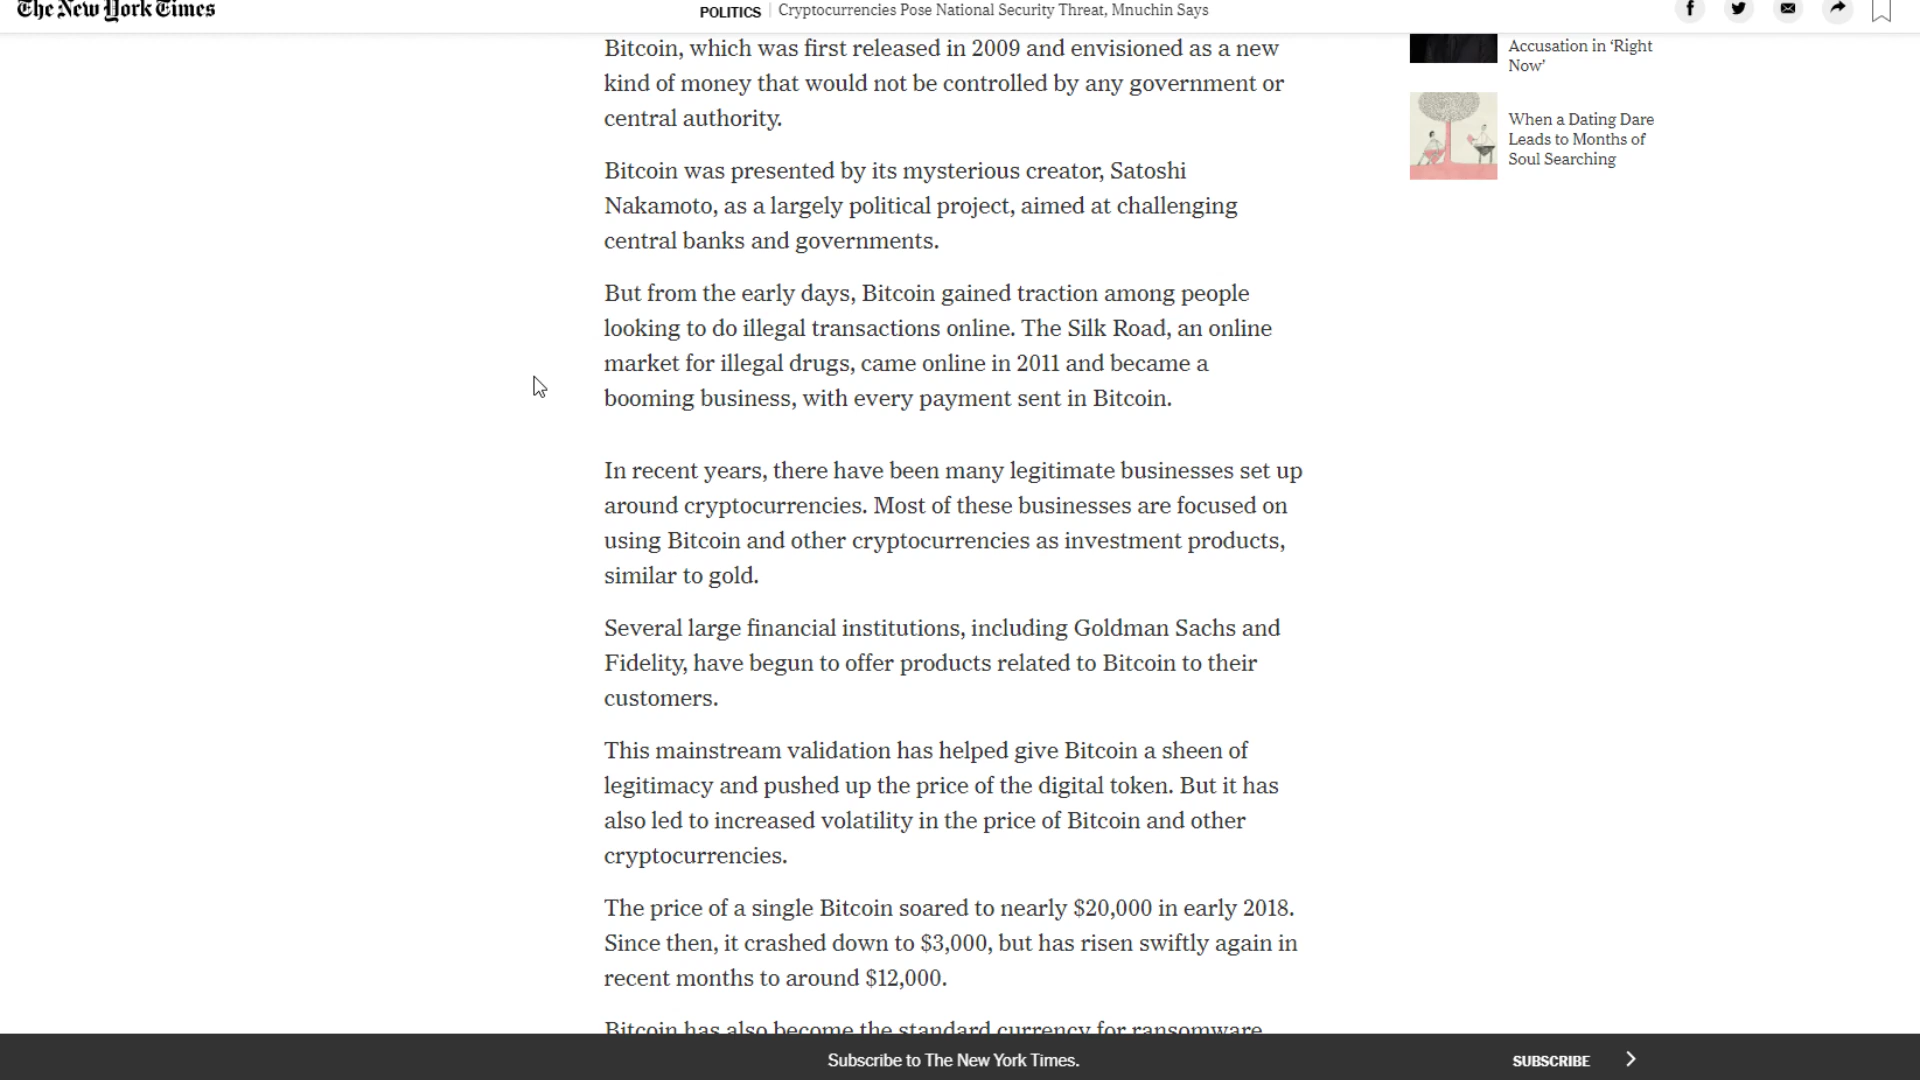 The New York Times
POLITICS | Cryptocurrencies Pose National Security Threat, Mnuchin Says
Bitcoin, which was first released in 2009 and envisioned as a new
kind of money that would not be controlled by any government or
central authority.
Bitcoin was presented by its mysterious creator, Satoshi
Nakamoto, as a largely political project, aimed at challenging
central banks and governments.
But from the early days, Bitcoin gained traction among people
looking to do illegal transactions online. The Silk Road, an online
market for illegal drugs, came online in 2011 and became a
booming business, with every payment sent in Bitcoin.
In recent years, there have been many legitimate businesses set up
around cryptocurrencies. Most of these businesses are focused on
using Bitcoin and other cryptocurrencies as investment products,
similar to gold.
Several large financial institutions, including Goldman Sachs and
Fidelity, have begun to offer products related to Bitcoin to their
customers.
This mainstream validation has helped give Bitcoin a sheen of
legitimacy and pushed up the price of the digital token. But it has
also led to increased volatility in the price of Bitcoin and other
cryptocurrencies.
The price of a single Bitcoin soared to nearly $20,000 in early 2018.
Since then, it crashed down to $3,000, but has risen swiftly again in
recent months to around $12,000.
Bitcoin has also become the standard currency for ransomware
Accusation in ‘Right
Now’
When a Dating Dare
Leads to Months of
Soul Searching
Subscribe to The New York Times.
SUBSCRIBE